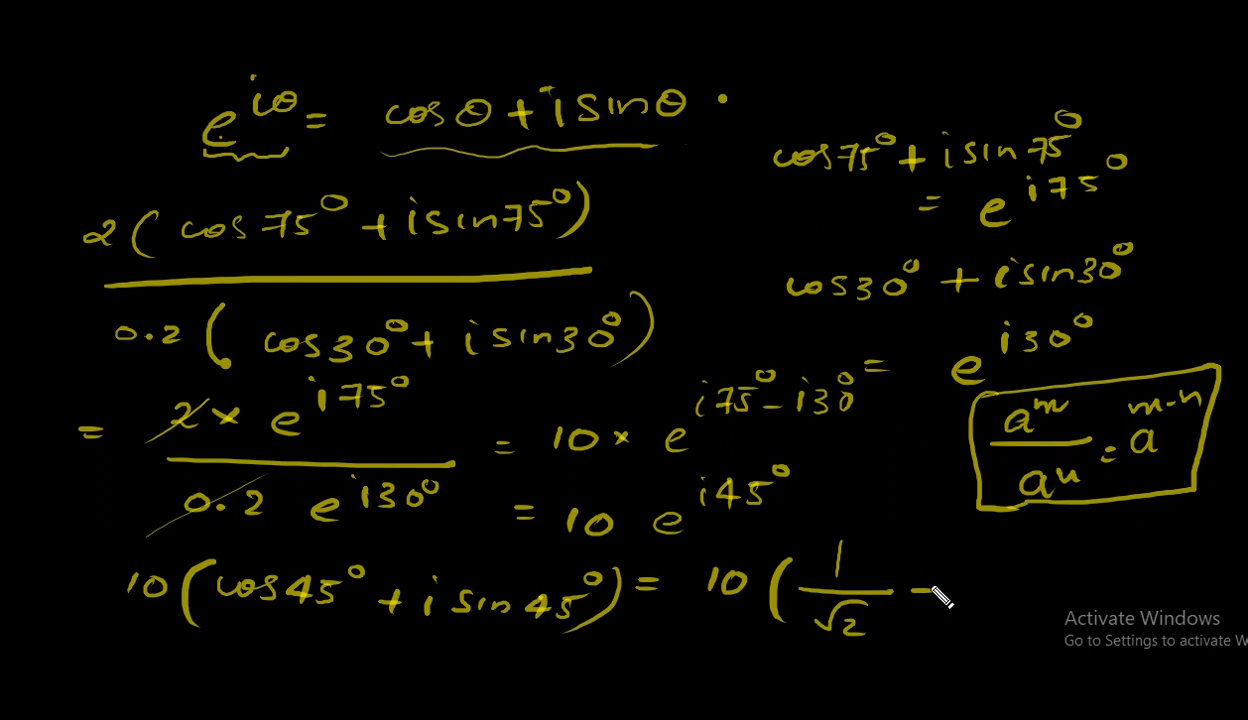 e^{iθ} = cosθ + i sinθ .
2(cos75° + i sin75°)
0.2(cos30° + i sin30°)
= 2 × e^{i75°}
0.2 e^{i30°}
= 10 × e^{i75° - i30°}
= 10 e^{i45°}
10(cos45° + i sin45°) = 10(1/√2 -
cos75° + i sin75°
= e^{i75°}
cos30° + i sin30°
= e^{i30°}
a^m/a^n = a^{m-n}
Activate Windows
Go to Settings to activate W